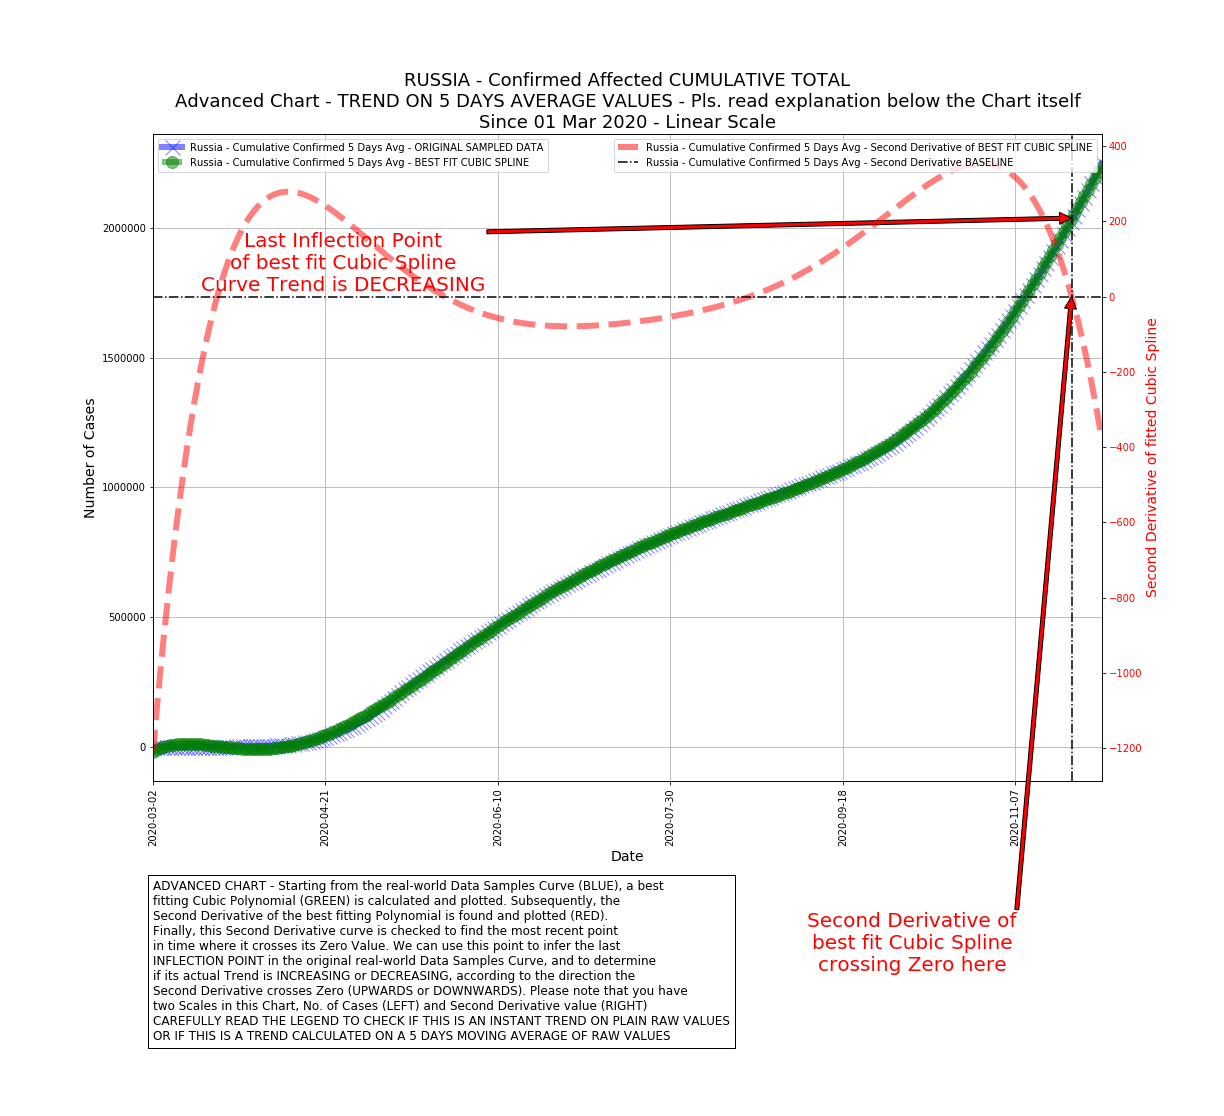 RUSSIA - Confirmed Affected CUMULATIVE TOTAL
Advanced Chart - TREND ON 5 DAYS AVERAGE VALUES - Pls. read explanation below the Chart itself
Since 01 Mar 2020 - Linear Scale
Russia - Cumulative Confirmed 5 Days Avg - ORIGINAL SAMPLED DATA
Russia - Cumulative Confirmed 5 Days Avg - BEST FIT CUBIC SPLINE
Russia - Cumulative Confirmed 5 Days Avg - Second Derivative of BEST FIT CUBIC SPLINE
Russia - Cumulative Confirmed 5 Days Avg - Second Derivative BASELINE
Last Inflection Point
of best fit Cubic Spline
Curve Trend is DECREASING
Number of Cases
2000000
1500000
1000000
500000
0
400
200
0
−200
−400
−600
−800
−1000
−1200
Second Derivative of fitted Cubic Spline
2020-03-02
2020-04-21
2020-06-10
2020-07-30
2020-09-18
2020-11-07
Date
ADVANCED CHART - Starting from the real-world Data Samples Curve (BLUE), a best
fitting Cubic Polynomial (GREEN) is calculated and plotted. Subsequently, the
Second Derivative of the best fitting Polynomial is found and plotted (RED).
Finally, this Second Derivative curve is checked to find the most recent point
in time where it crosses its Zero Value. We can use this point to infer the last
INFLECTION POINT in the original real-world Data Samples Curve, and to determine
if its actual Trend is INCREASING or DECREASING, according to the direction the
Second Derivative crosses Zero (UPWARDS or DOWNWARDS). Please note that you have
two Scales in this Chart, No. of Cases (LEFT) and Second Derivative value (RIGHT)
CAREFULLY READ THE LEGEND TO CHECK IF THIS IS AN INSTANT TREND ON PLAIN RAW VALUES
OR IF THIS IS A TREND CALCULATED ON A 5 DAYS MOVING AVERAGE OF RAW VALUES
Second Derivative of
best fit Cubic Spline
crossing Zero here